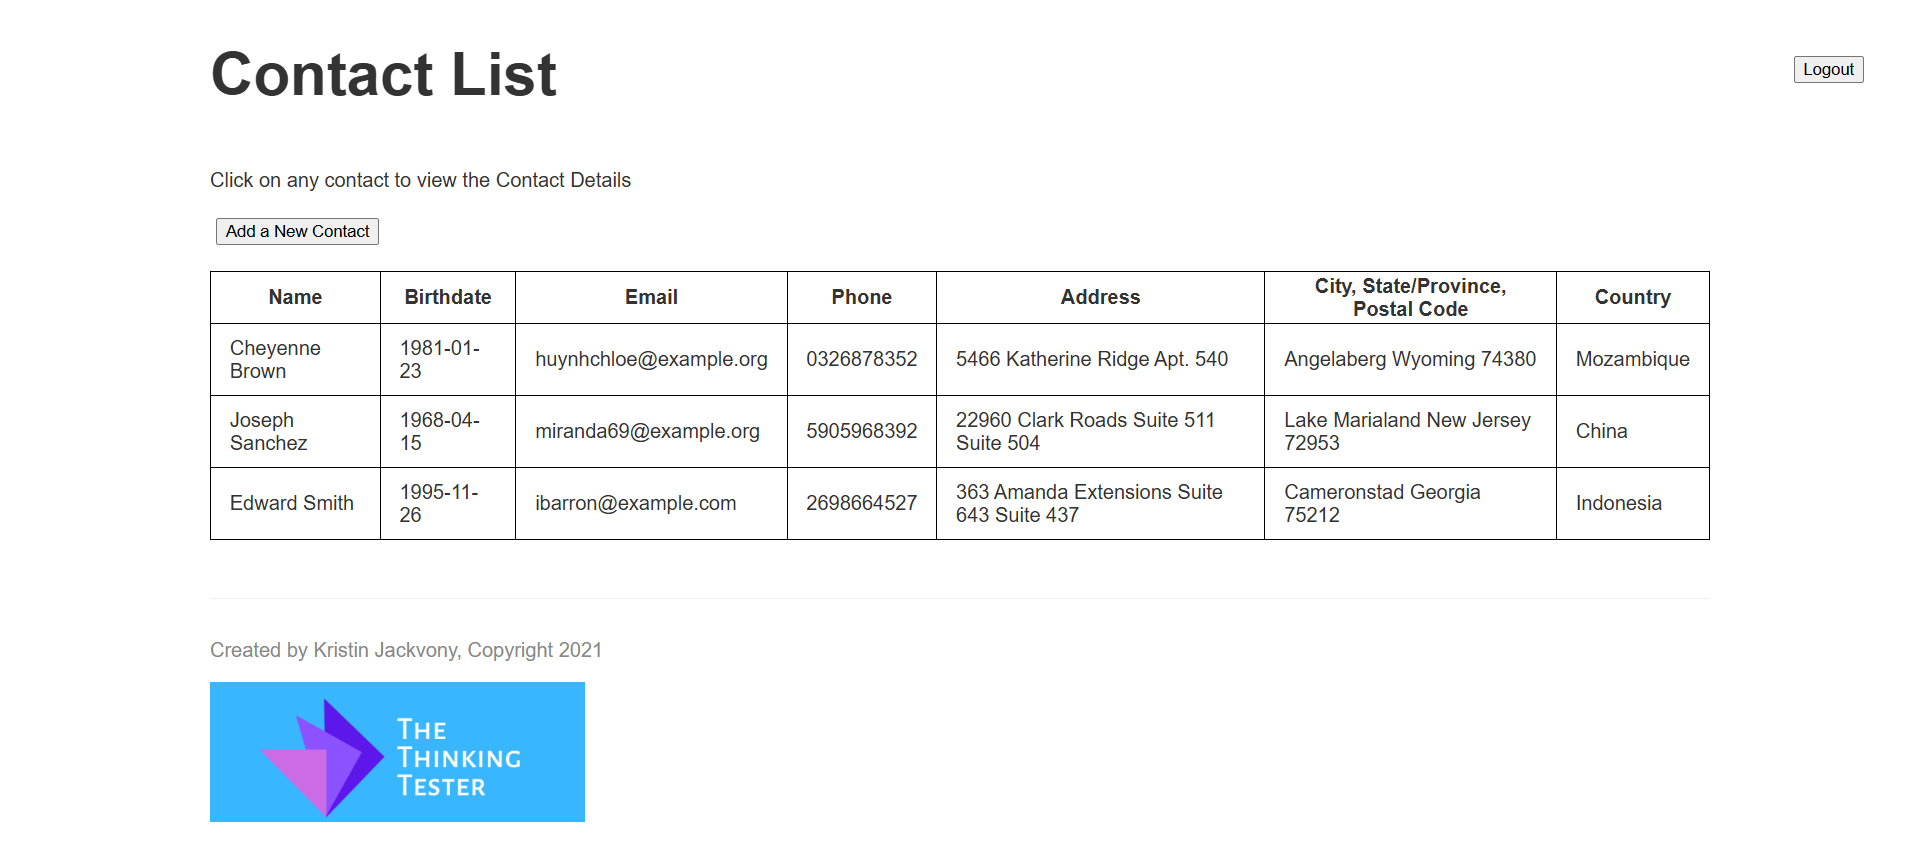 Contact List
Logout
Click on any contact to view the Contact Details
Add a New Contact
Name Birthdate Email Phone Address City, State/Province, Postal Code Country
Cheyenne Brown 1981-01-23 huynhchloe@example.org 0326878352 5466 Katherine Ridge Apt. 540 Angelaberg Wyoming 74380 Mozambique
Joseph Sanchez 1968-04-15 miranda69@example.org 5905968392 22960 Clark Roads Suite 511 Suite 504 Lake Marialand New Jersey 72953 China
Edward Smith 1995-11-26 ibarron@example.com 2698664527 363 Amanda Extensions Suite 643 Suite 437 Cameronstad Georgia 75212 Indonesia
Created by Kristin Jackvony, Copyright 2021
THE
THINKING
TESTER